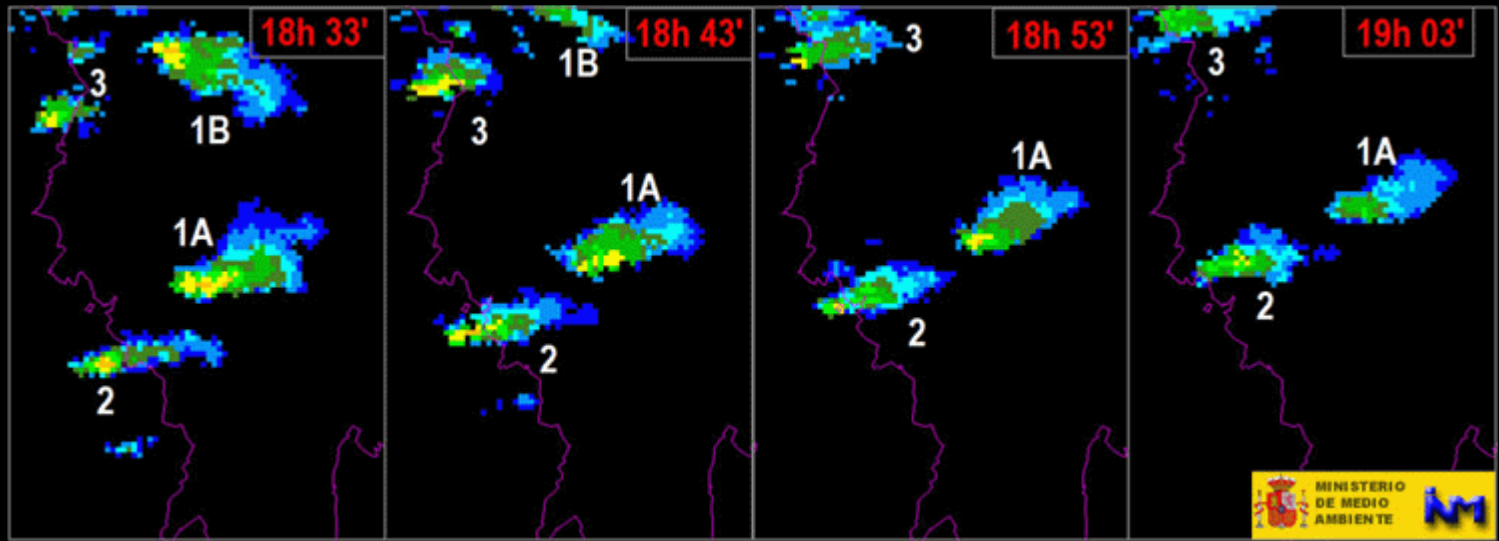 18h 33'
3
1B
1A
2
18h 43'
1B
3
1A
2
18h 53'
3
1A
2
19h 03'
3
1A
2
MINISTERIO
DE MEDIO
AMBIENTE
inm